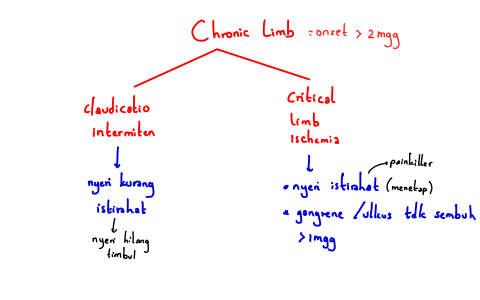 Chronic Limb = onset > 2 mgg
Claudicatio
intermiten
nyeri kurang
istirahat
nyeri hilang
timbul
Critical
limb
Ischemia
painkiller
• nyeri istirahat (menetap)
• gangrene / ulkus tdk sembuh
> 1 mgg